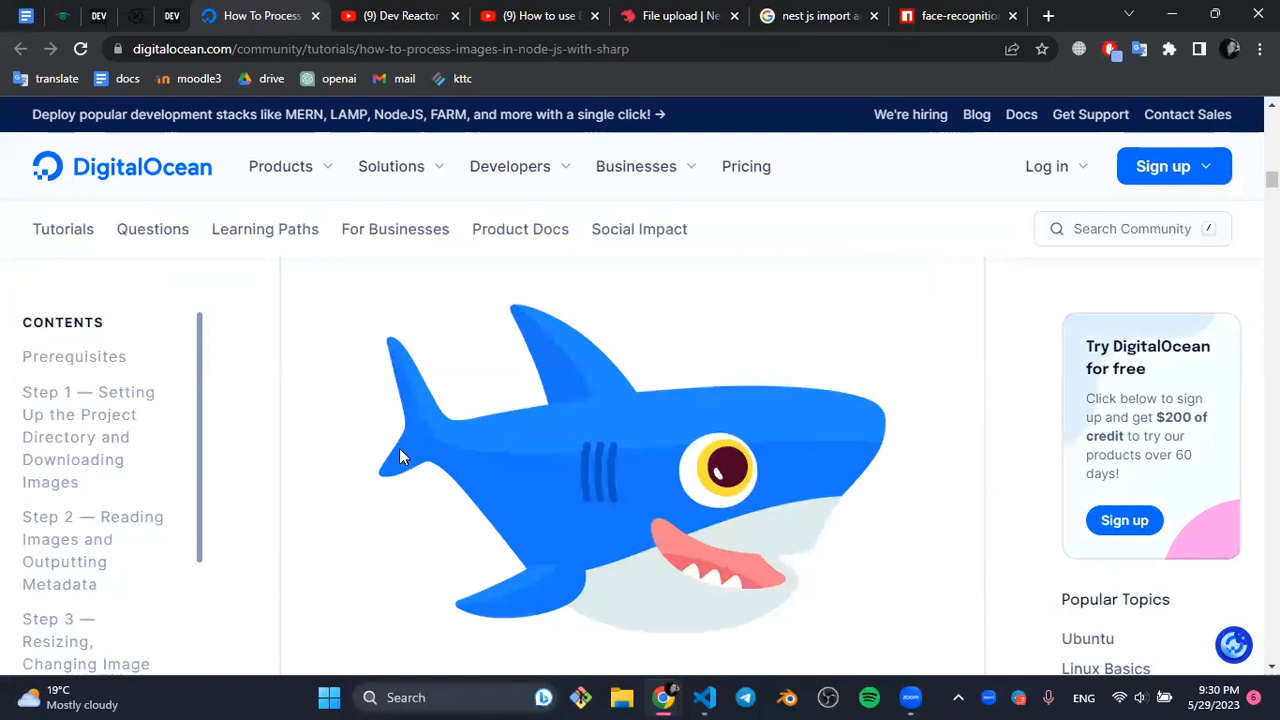 DEV
DEV
How To Process
(9) Dev Reactor
(9) How to use
File upload | N
nest js import a
face-recognition
digitalocean.com/community/tutorials/how-to-process-images-in-node-js-with-sharp
translate
docs
moodle3
drive
openai
mail
kttc
Deploy popular development stacks like MERN, LAMP, NodeJS, FARM, and more with a single click! →
We're hiring
Blog
Docs
Get Support
Contact Sales
DigitalOcean
Products
Solutions
Developers
Businesses
Pricing
Log in
Sign up
Tutorials
Questions
Learning Paths
For Businesses
Product Docs
Social Impact
Search Community
/
CONTENTS
Prerequisites
Step 1 — Setting
Up the Project
Directory and
Downloading
Images
Step 2 — Reading
Images and
Outputting
Metadata
Step 3 —
Resizing,
Changing Image
Try DigitalOcean
for free
Click below to sign
up and get $200 of
credit to try our
products over 60
days!
Sign up
Popular Topics
Ubuntu
Linux Basics
19°C
Mostly cloudy
Search
zoom
ENG
9:30 PM
5/29/2023
6